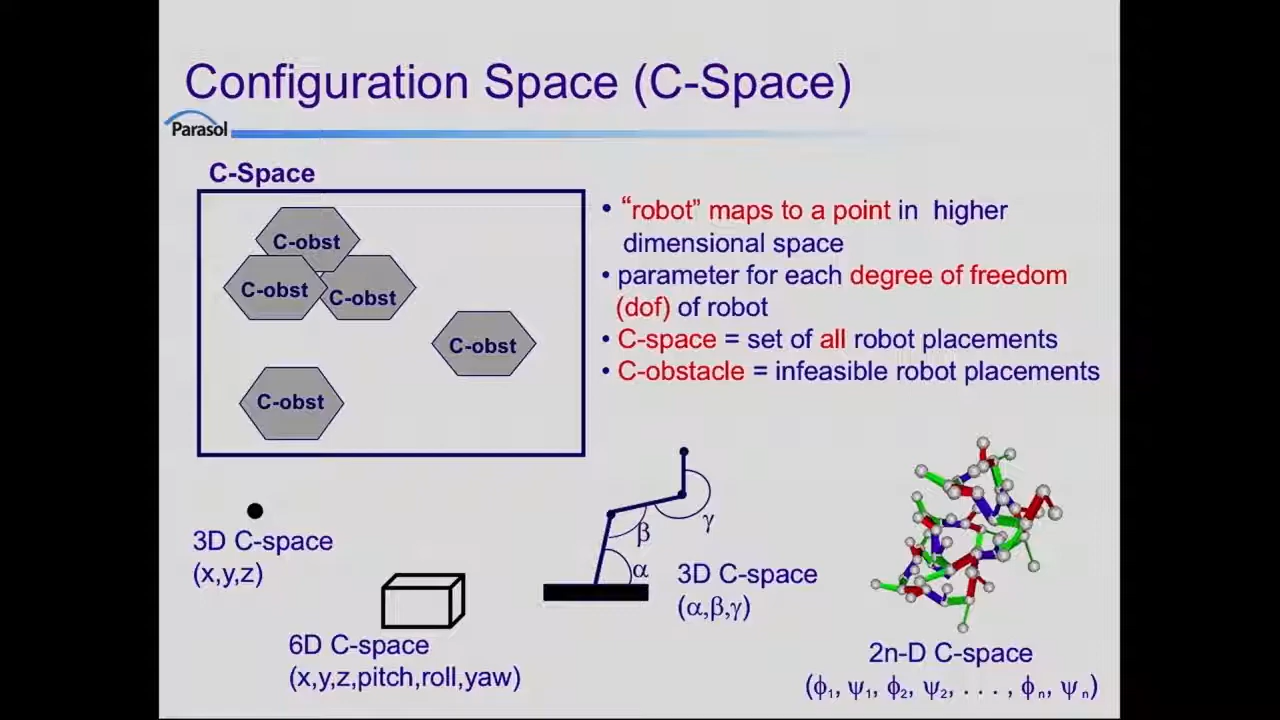 Configuration Space (C-Space)
Parasol
C-Space
C-obst
C-obst
C-obst
C-obst
C-obst
• “robot” maps to a point in higher
dimensional space
• parameter for each degree of freedom
(dof) of robot
• C-space = set of all robot placements
• C-obstacle = infeasible robot placements
3D C-space
(x,y,z)
6D C-space
(x,y,z,pitch,roll,yaw)
α
β
γ
3D C-space
(α,β,γ)
2n-D C-space
(ϕ₁, ψ₁, ϕ₂, ψ₂, . . . , ϕₙ, ψₙ)